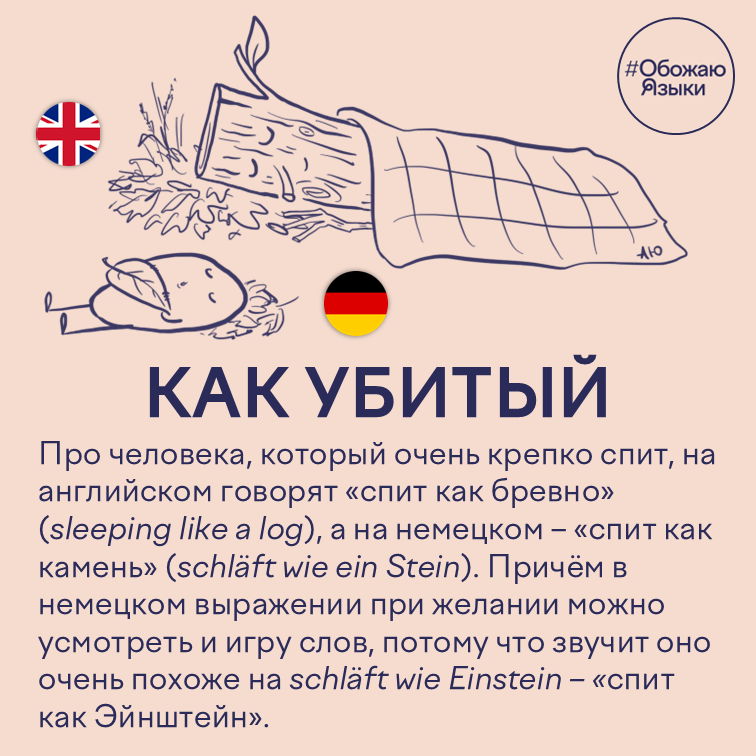 #Обожаю
Языки
АЮ
КАК УБИТЫЙ
Про человека, который очень крепко спит, на
английском говорят «спит как бревно»
(sleeping like a log), а на немецком – «спит как
камень» (schläft wie ein Stein). Причём в
немецком выражении при желании можно
усмотреть и игру слов, потому что звучит оно
очень похоже на schläft wie Einstein – «спит
как Эйнштейн».